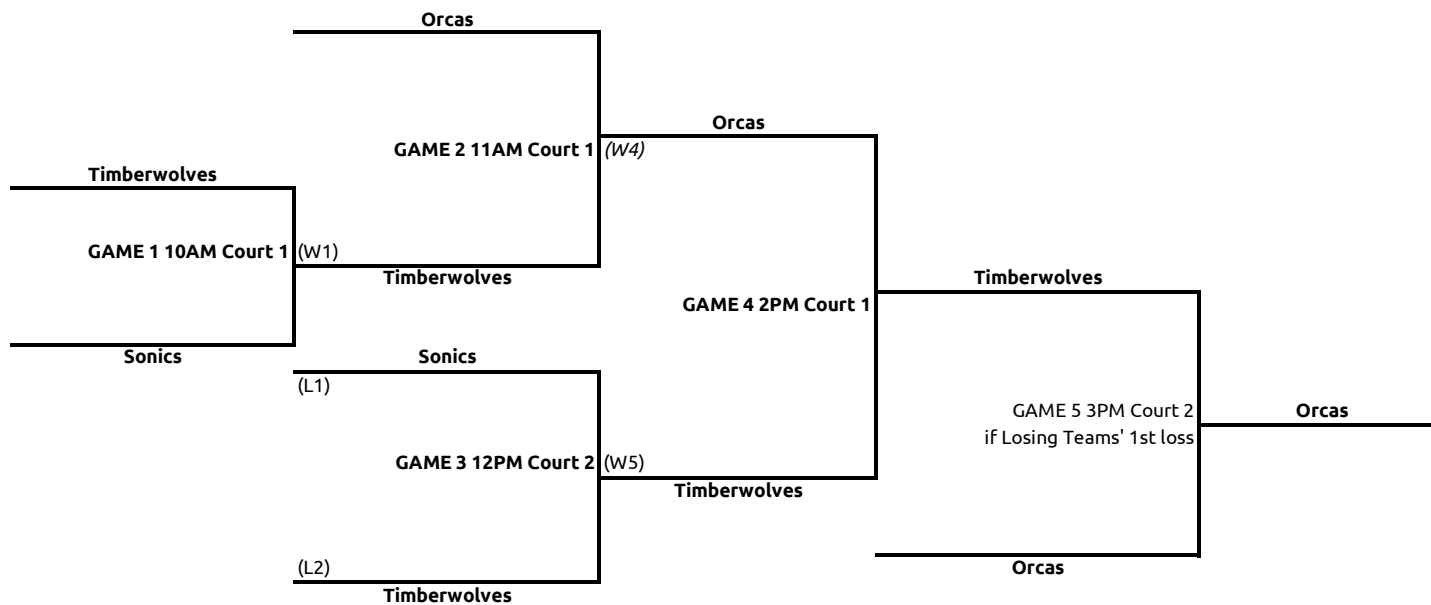 Orcas
Orcas
GAME 2 11AM Court 1 (W4)
Timberwolves
GAME 1 10AM Court 1 (W1)
Timberwolves
Timberwolves
GAME 4 2PM Court 1
Sonics
Sonics
(L1)
GAME 5 3PM Court 2
if Losing Teams' 1st loss
Orcas
GAME 3 12PM Court 2 (W5)
Timberwolves
(L2)
Orcas
Timberwolves